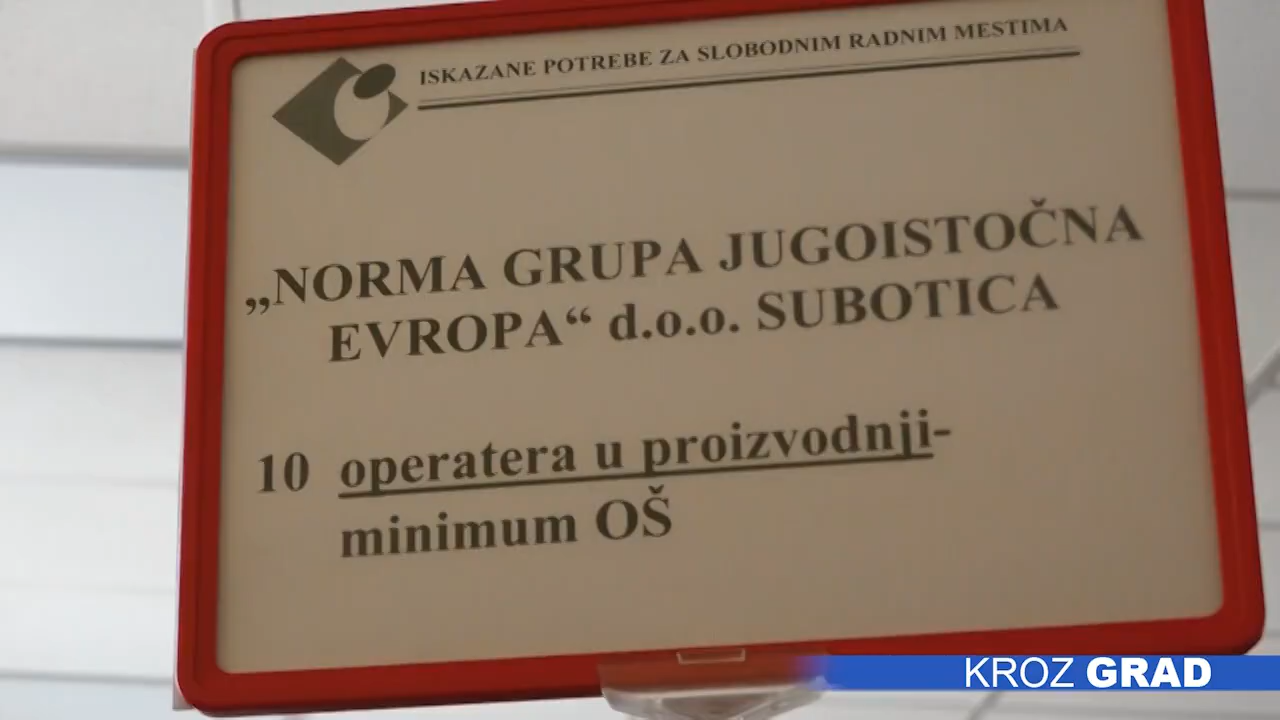 ISKAZANE POTREBE ZA SLOBODNIM RADNIM MESTIMA
„NORMA GRUPA JUGOISTOČNA
EVROPA“ d.o.o. SUBOTICA
10 operatera u proizvodnji-
minimum OŠ
KROZ GRAD